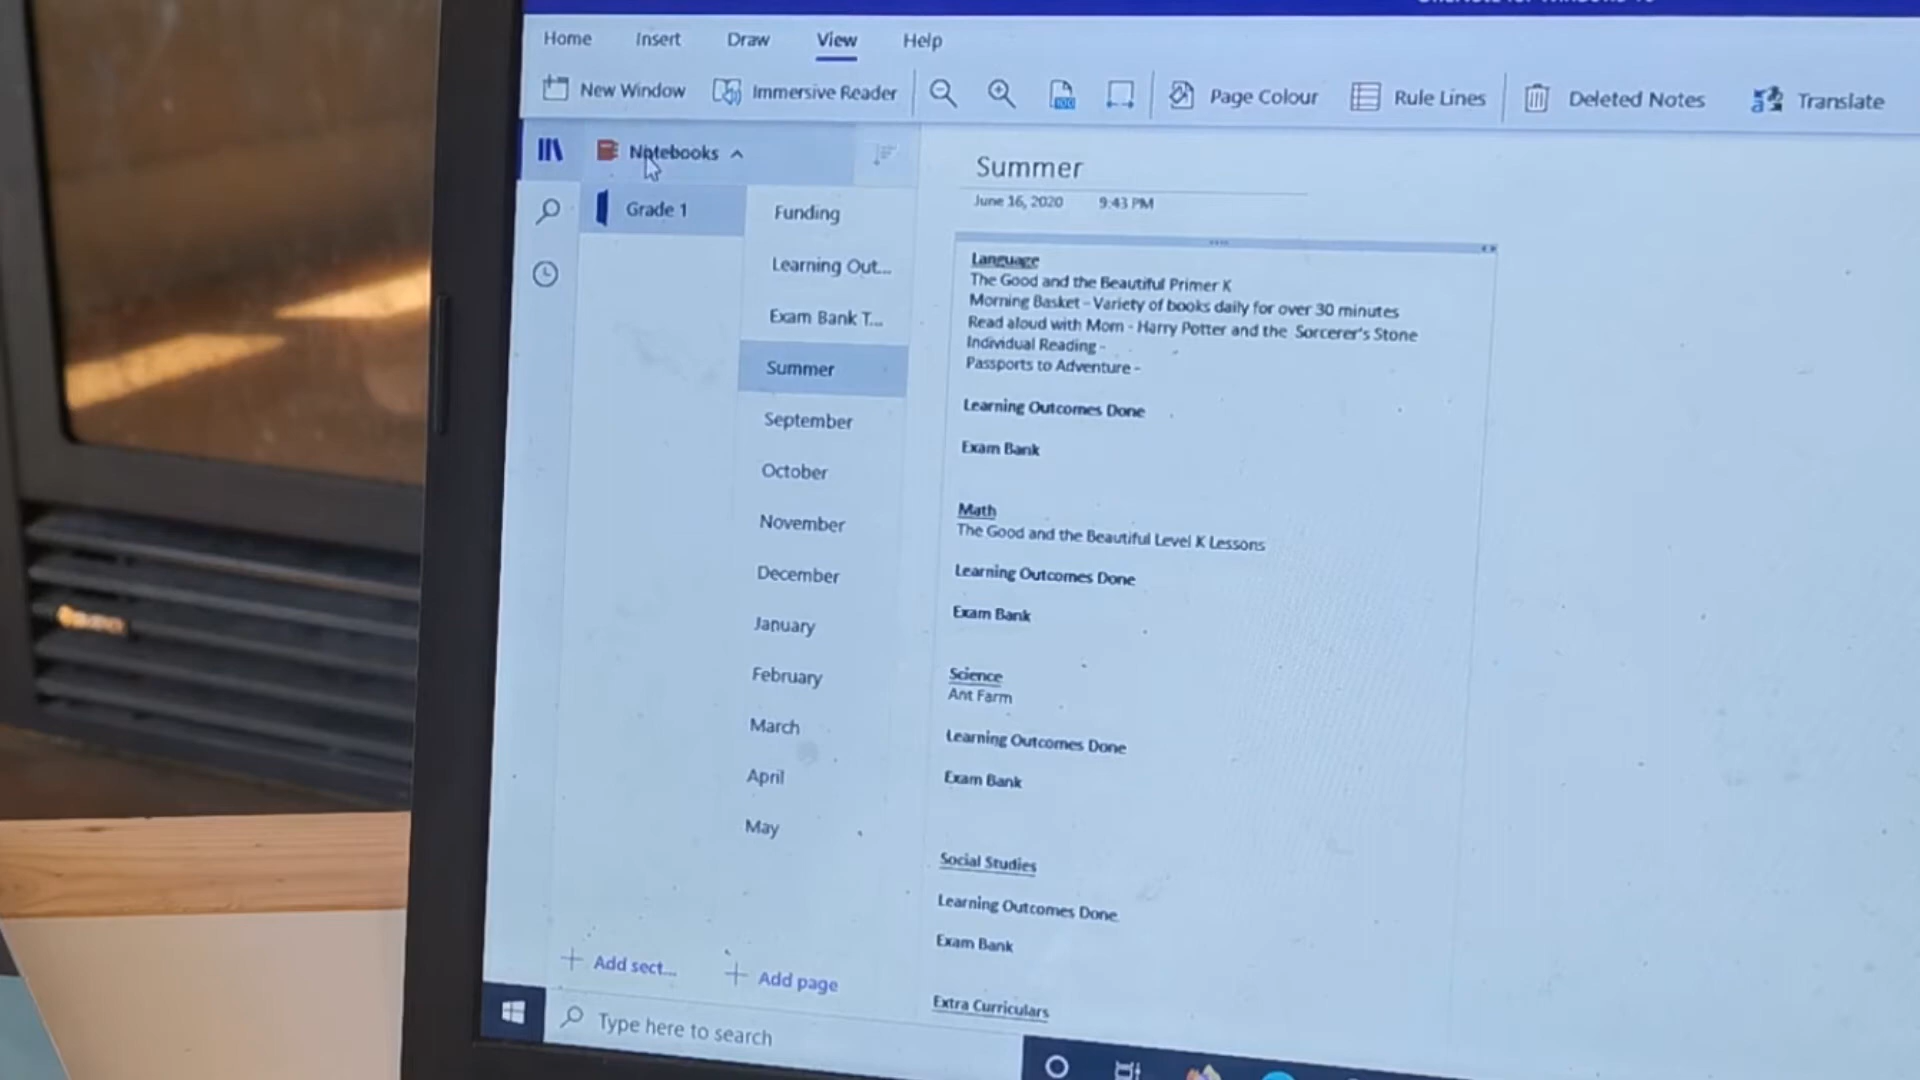 Home Insert Draw View Help
New Window Immersive Reader 100 Page Colour Rule Lines Deleted Notes Translate
Notebooks
Grade 1
Funding
Learning Out...
Exam Bank T...
Summer
September
October
November
December
January
February
March
April
May
Add sect...
Add page
Summer
June 16, 2020 9:43 PM
Language
The Good and the Beautiful Primer K
Morning Basket - Variety of books daily for over 30 minutes
Read aloud with Mom - Harry Potter and the Sorcerer's Stone
Individual Reading -
Passports to Adventure -
Learning Outcomes Done
Exam Bank
Math
The Good and the Beautiful Level K Lessons
Learning Outcomes Done
Exam Bank
Science
Ant Farm
Learning Outcomes Done
Exam Bank
Social Studies
Learning Outcomes Done
Exam Bank
Extra Curriculars
Type here to search